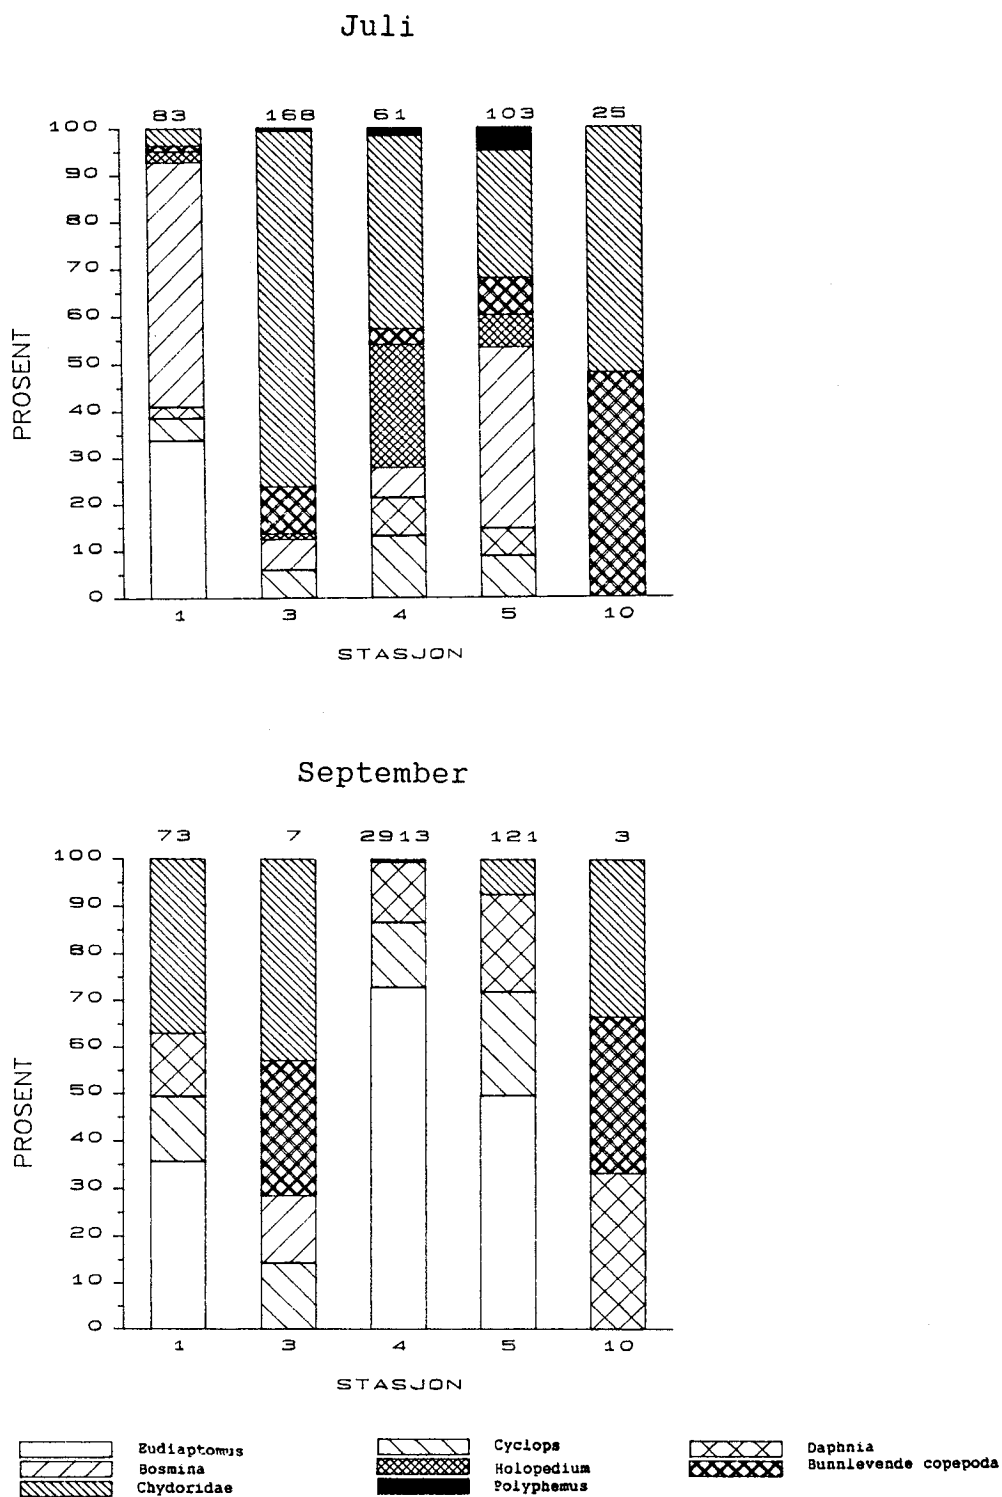 Juli
83 168 61 103 25
100
90
80
70
60
50
40
30
20
10
0
PROSENT
1 3 4 5 10
STASJON
September
73 7 2913 121 3
100
90
80
70
60
50
40
30
20
10
0
PROSENT
1 3 4 5 10
STASJON
Eudiaptomus Cyclops Daphnia
Bosmina Holopedium Bunnlevende copepoda
Chydoridae Polyphemus